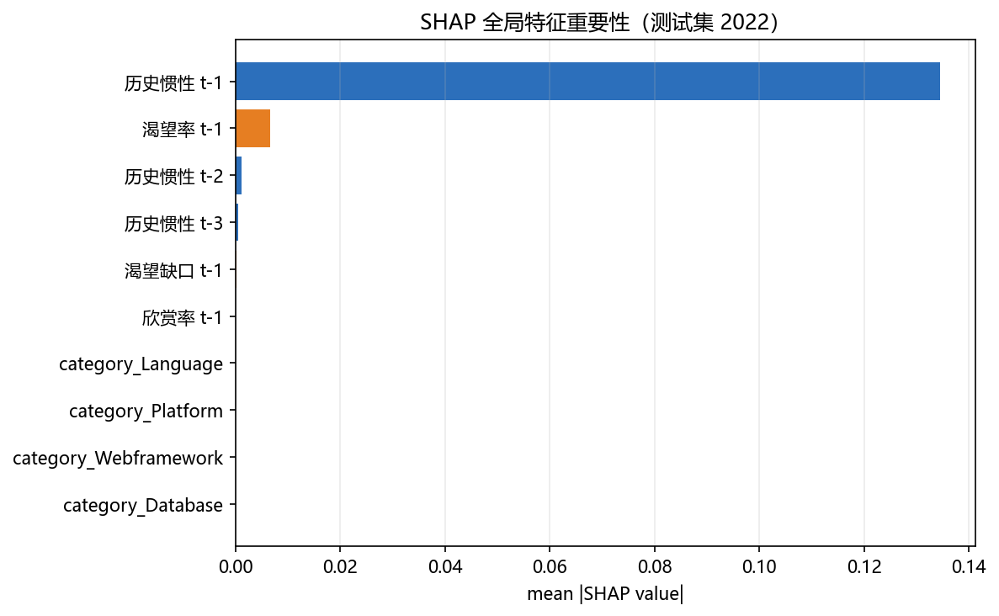 SHAP 全局特征重要性（测试集 2022）
历史惯性 t-1
渴望率 t-1
历史惯性 t-2
历史惯性 t-3
渴望缺口 t-1
欣赏率 t-1
category_Language
category_Platform
category_Webframework
category_Database
0.00 0.02 0.04 0.06 0.08 0.10 0.12 0.14
mean |SHAP value|